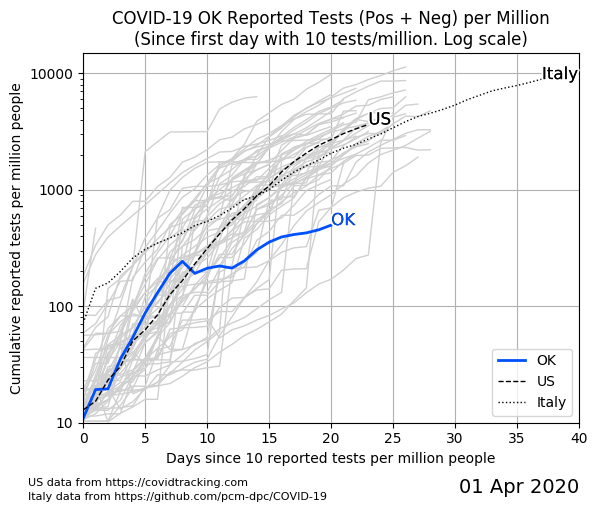 COVID-19 OK Reported Tests (Pos + Neg) per Million
(Since first day with 10 tests/million. Log scale)
Cumulative reported tests per million people
10000
1000
100
10
Italy
US
OK
OK
US
Italy
0 5 10 15 20 25 30 35 40
Days since 10 reported tests per million people
US data from https://covidtracking.com
Italy data from https://github.com/pcm-dpc/COVID-19
01 Apr 2020